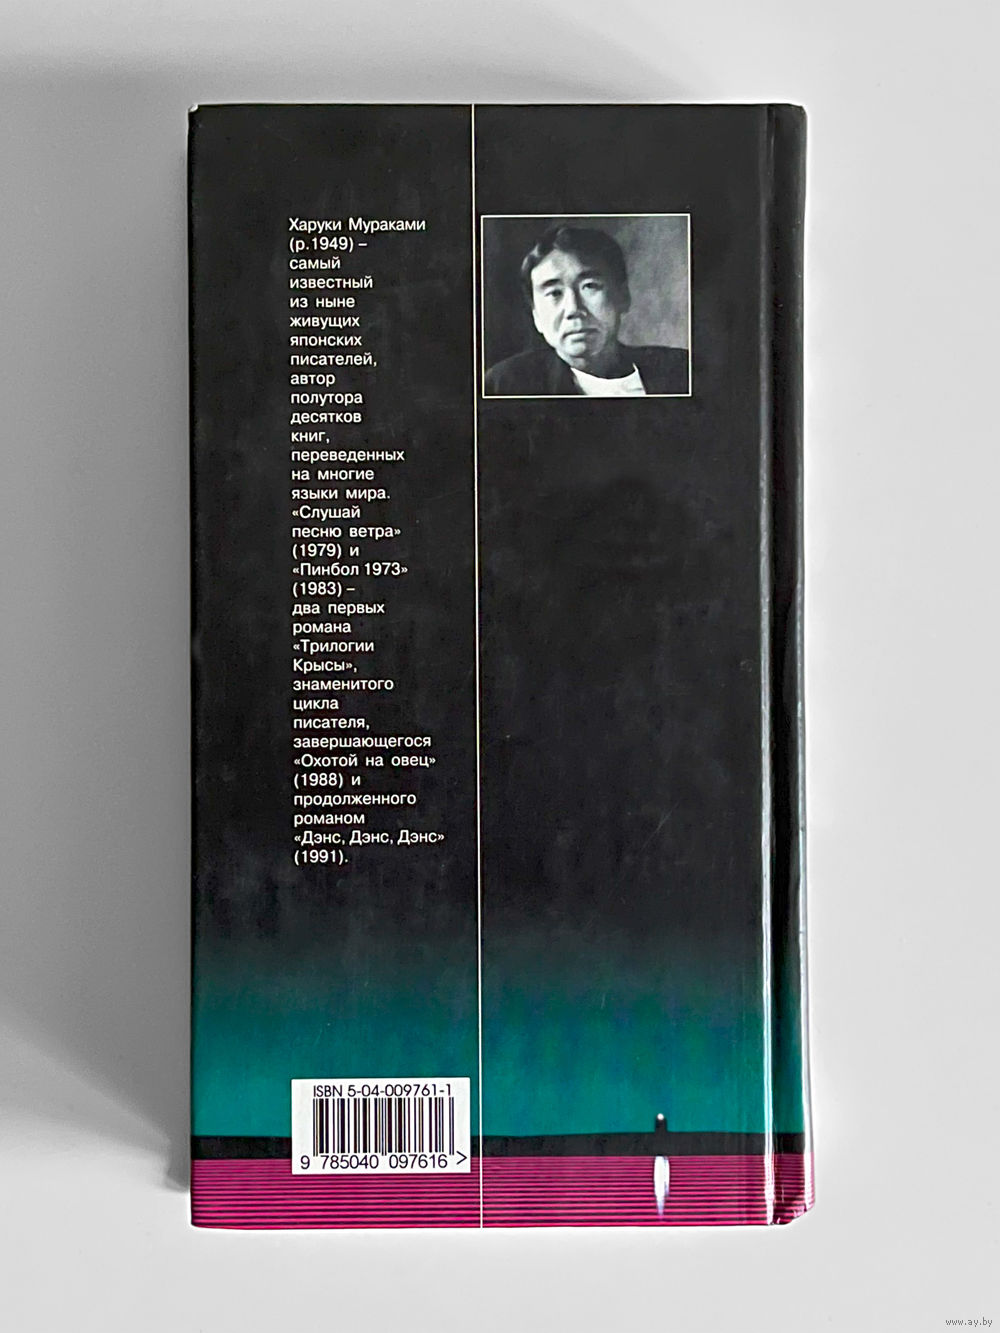 Харуки Мураками
(р.1949) –
самый
известный
из ныне
живущих
японских
писателей,
автор
полутора
десятков
книг,
переведенных
на многие
языки мира.
«Слушай
песню ветра»
(1979) и
«Пинбол 1973»
(1983) –
два первых
романа
«Трилогии
Крысы»,
знаменитого
цикла
писателя,
завершающегося
«Охотой на овец»
(1988) и
продолженного
романом
«Дэнс, Дэнс, Дэнс»
(1991).
ISBN 5-04-009761-1
9 785040 097616 >
www.ay.by